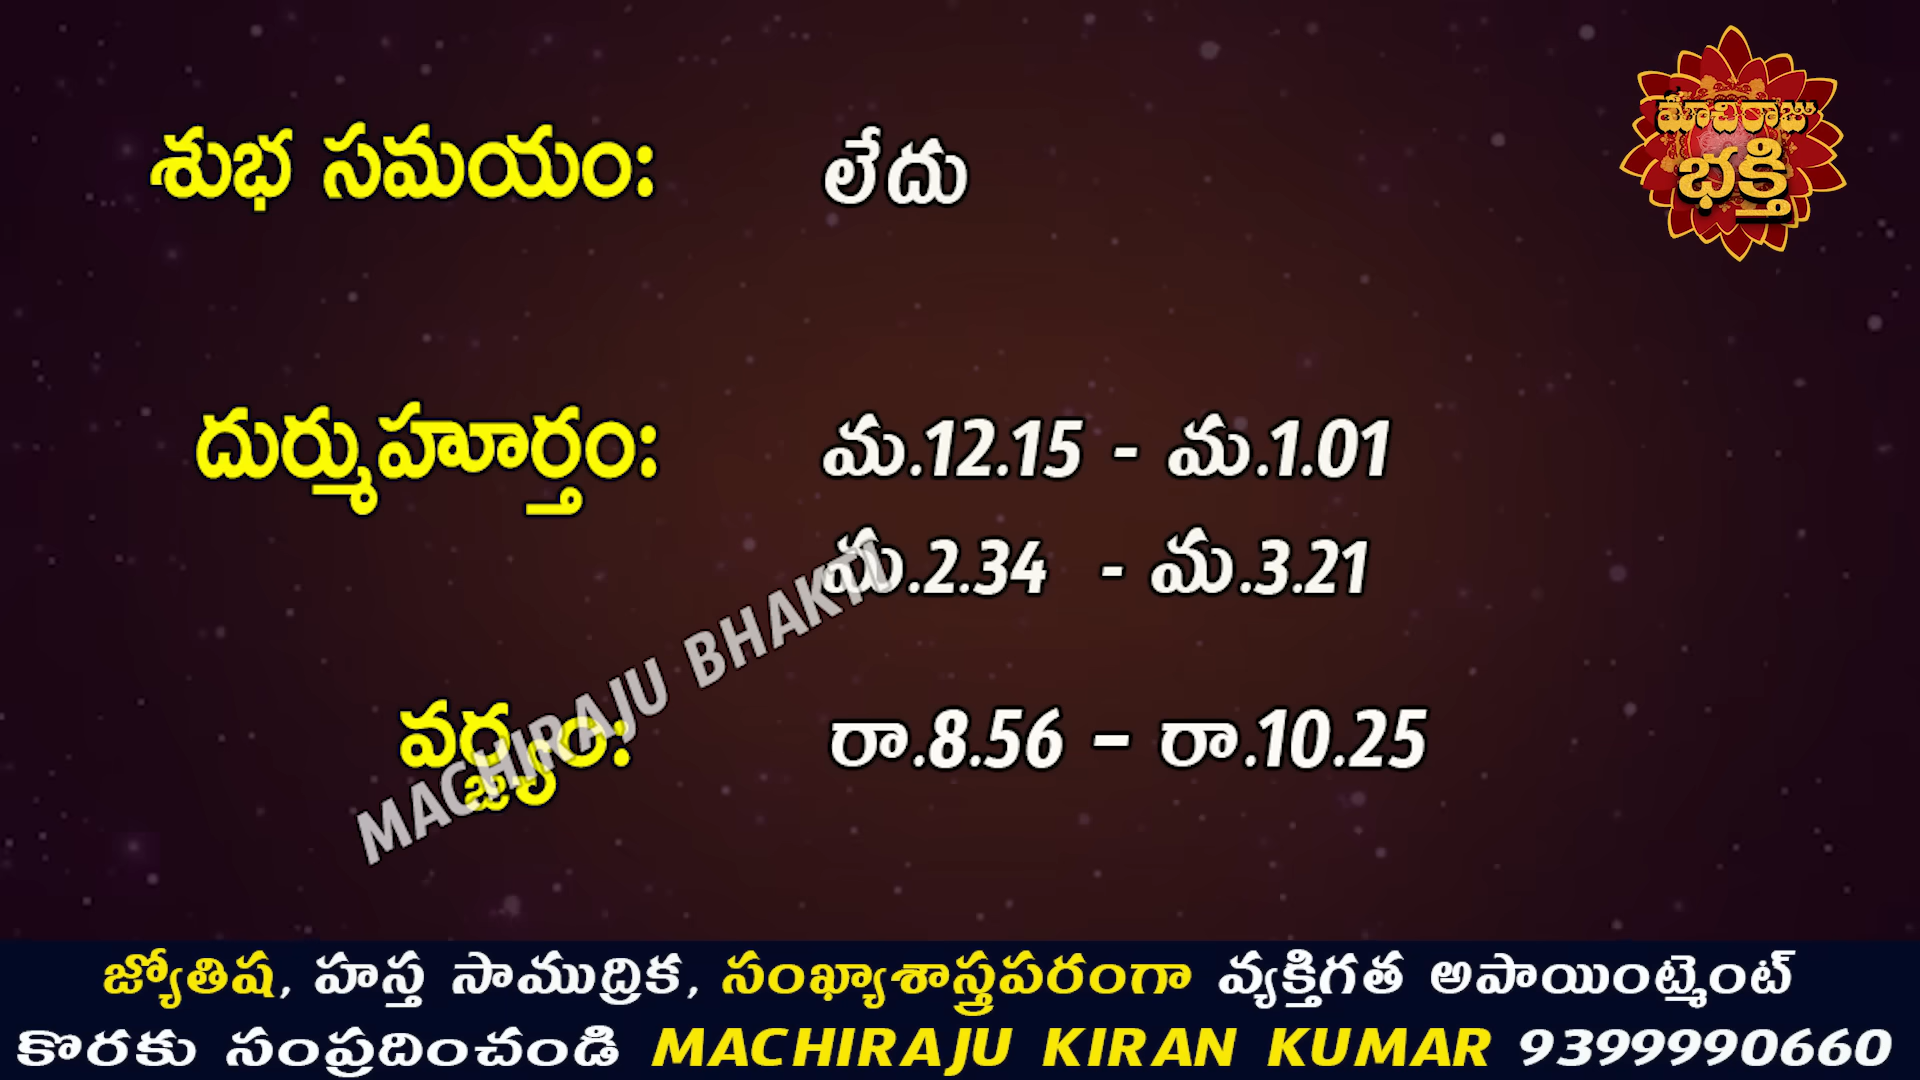 మాచిరాజు
భక్తి
శుభ సమయం: లేదు
దుర్ముహూర్తం: మ.12.15 - మ.1.01
మ.2.34 - మ.3.21
వర్జ్యం: రా.8.56 – రా.10.25
MACHIRAJU BHAKTI
జ్యోతిష, హస్త సాముద్రిక, సంఖ్యాశాస్త్రపరంగా వ్యక్తిగత అపాయింట్మెంట్
కొరకు సంప్రదించండి MACHIRAJU KIRAN KUMAR 9399990660